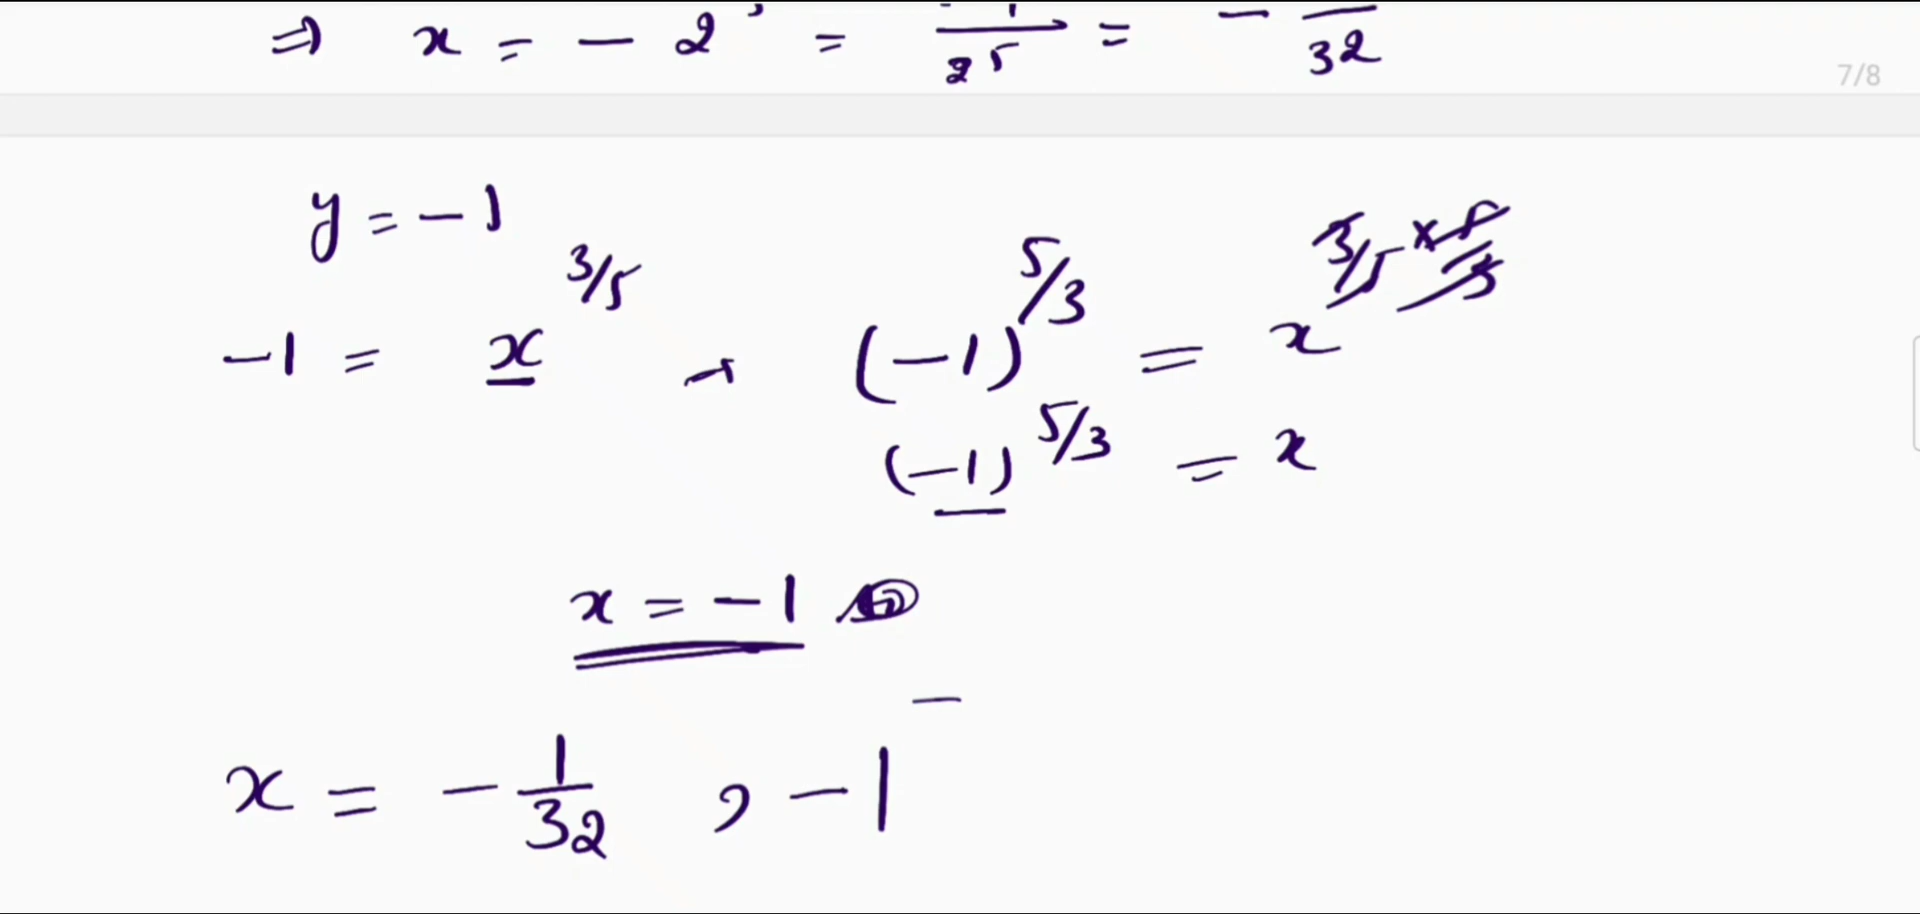 ⇒ x = - 2 = 1/2⁵ = - /32
7/8
y = -1
-1 = x^3/5 → (-1)^5/3 = x^3/5 × 5/3
(-1)^5/3 = x
x = -1
x = - 1/32 , -1